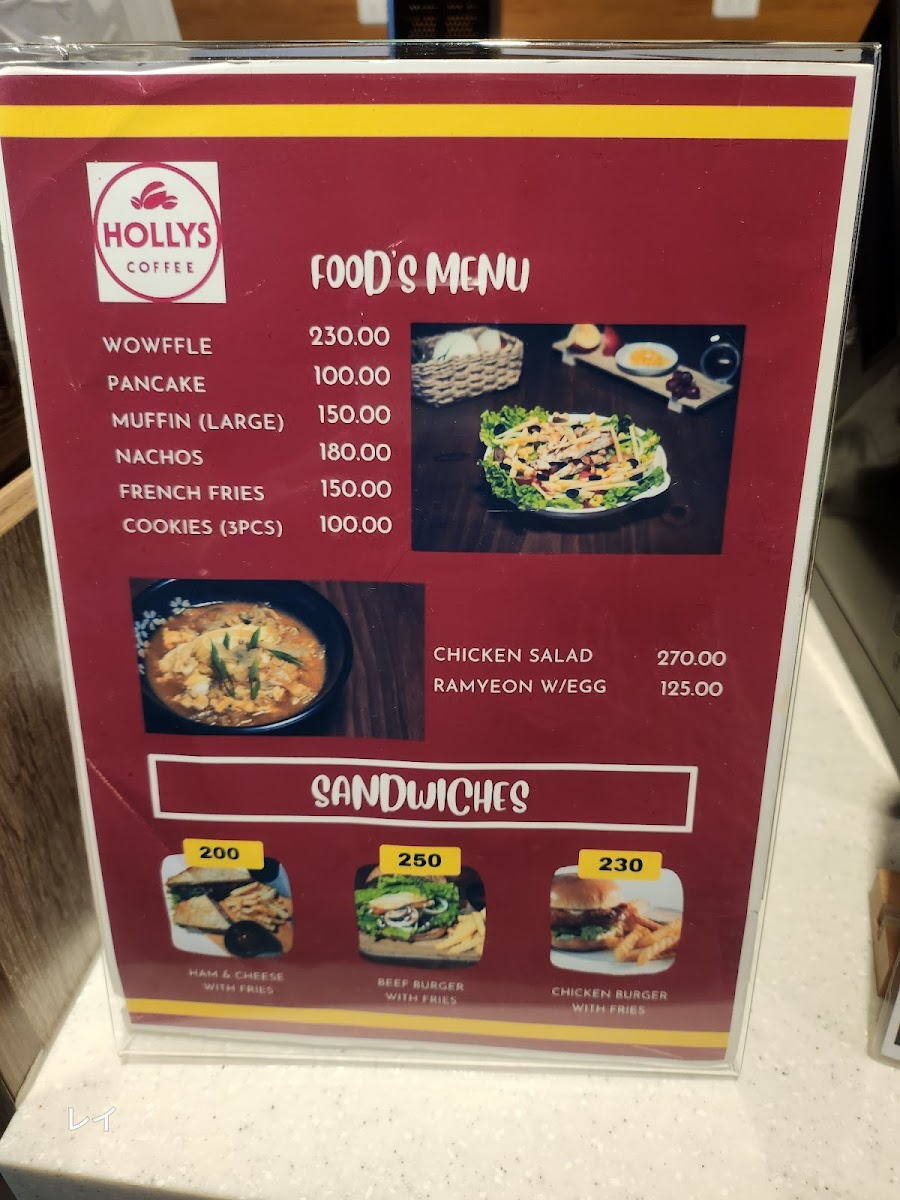 HOLLYS
COFFEE
FOOD'S MENU
WOWFFLE 230.00
PANCAKE 100.00
MUFFIN (LARGE) 150.00
NACHOS 180.00
FRENCH FRIES 150.00
COOKIES (3PCS) 100.00
CHICKEN SALAD 270.00
RAMYEON W/EGG 125.00
SANDWICHES
200
HAM & CHEESE
WITH FRIES
250
BEEF BURGER
WITH FRIES
230
CHICKEN BURGER
WITH FRIES
レイ